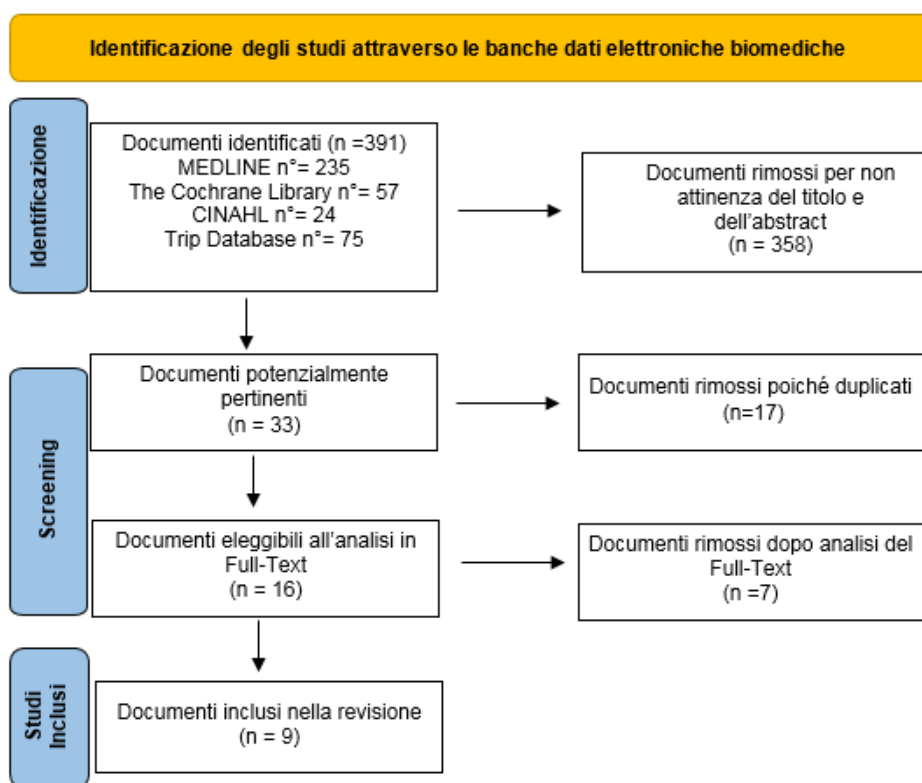 Identificazione degli studi attraverso le banche dati elettroniche biomediche
Identificazione
Documenti identificati (n =391)
MEDLINE n°= 235
The Cochrane Library n°= 57
CINAHL n°= 24
Trip Database n°= 75
Documenti rimossi per non
attinenza del titolo e
dell'abstract
(n = 358)
Screening
Documenti potenzialmente
pertinenti
(n = 33)
Documenti rimossi poiché duplicati
(n=17)
Documenti eleggibili all'analisi in
Full-Text
(n = 16)
Documenti rimossi dopo analisi del
Full-Text
(n =7)
Studi
Inclusi
Documenti inclusi nella revisione
(n = 9)